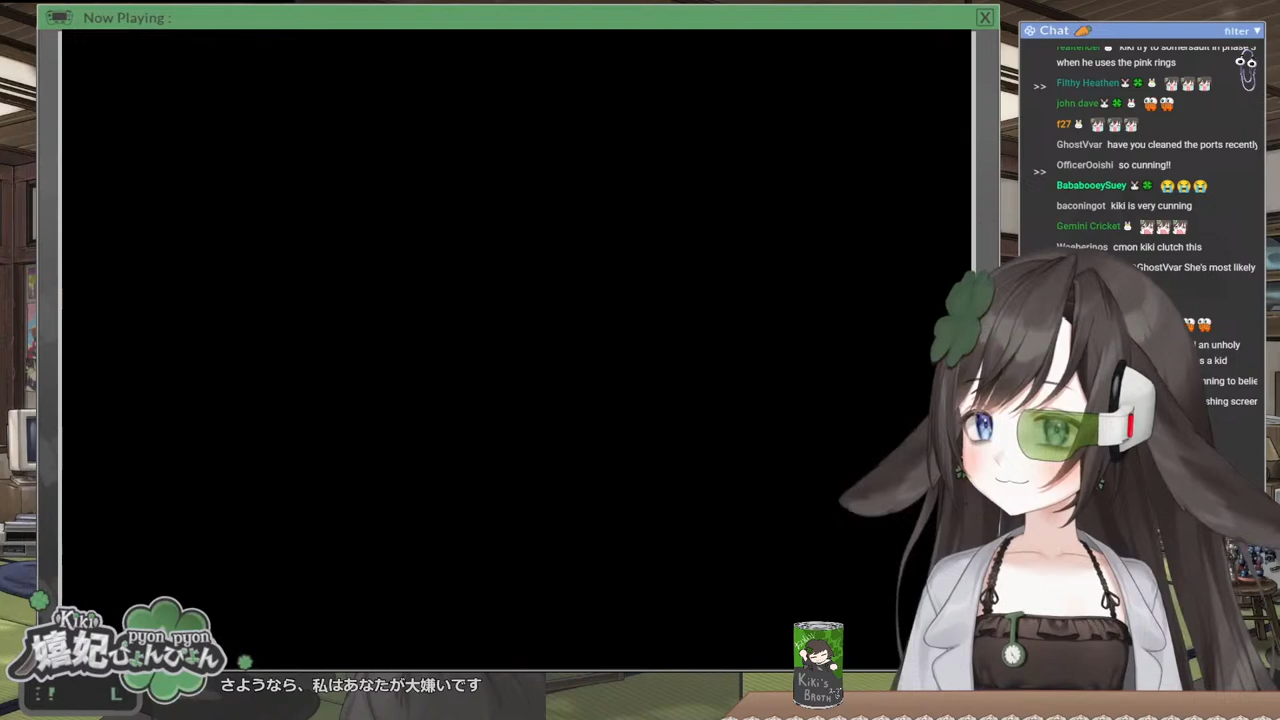 Now Playing :
X
Chat
filter ▼
kiki try to somersault in phase 3
when he uses the pink rings
>>
Filthy Heathen
john dave
f27
GhostVvar have you cleaned the ports recently
OfficerOoishi so cunning!!
>>
BababooeySuey
baconingot kiki is very cunning
Gemini Cricket
cmon kiki clutch this
GhostVvar She's most likely
an unholy
s a kid
shing screen
Kiki
pyon pyon
嬉妃ぴょんぴょん
さようなら、私はあなたが大嫌いです
KiKi's
BROTH